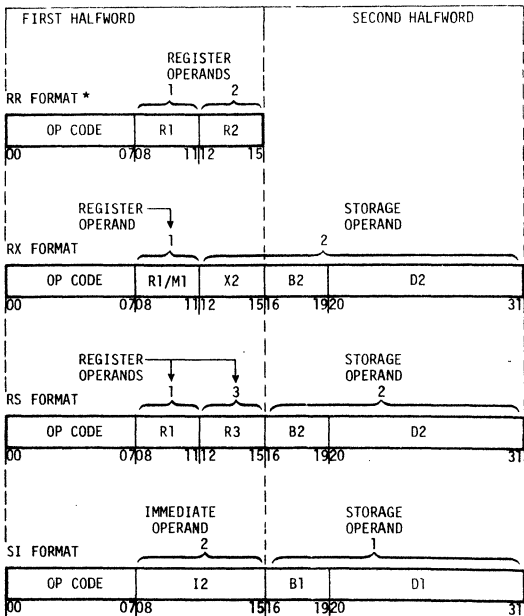 FIRST HALFWORD SECOND HALFWORD
REGISTER
OPERANDS
1 2
RR FORMAT *
OP CODE R1 R2
00 07 08 11 12 15
REGISTER STORAGE
OPERAND OPERAND
1 2
RX FORMAT
OP CODE R1/M1 X2 B2 D2
00 07 08 11 12 15 16 19 20 31
REGISTER STORAGE
OPERANDS OPERAND
1 3 2
RS FORMAT
OP CODE R1 R3 B2 D2
00 07 08 11 12 15 16 19 20 31
IMMEDIATE STORAGE
OPERAND OPERAND
2 1
SI FORMAT
OP CODE I2 B1 D1
00 07 08 11 12 15 16 19 20 31